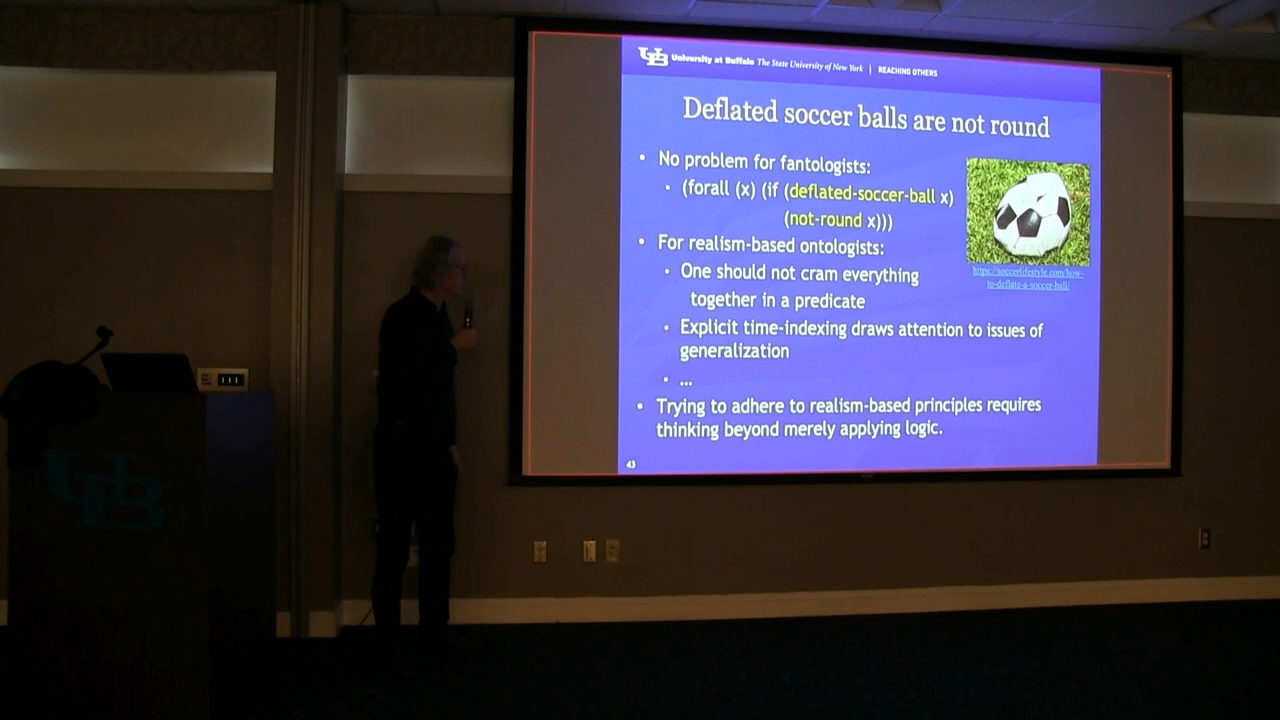 University at Buffalo The State University of New York | REACHING OTHERS
Deflated soccer balls are not round
• No problem for fantologists:
• (forall (x) (if (deflated-soccer-ball x)
(not-round x)))
• For realism-based ontologists:
• One should not cram everything
together in a predicate
• Explicit time-indexing draws attention to issues of
generalization
• ...
• Trying to adhere to realism-based principles requires
thinking beyond merely applying logic.
https://soccerlifestyle.com/how-
to-deflate-a-soccer-ball/
43
UB